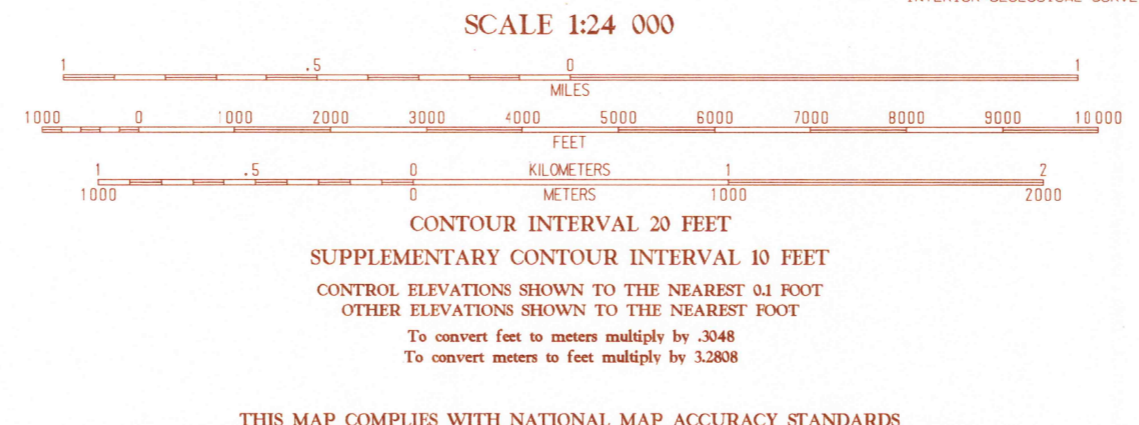 SCALE 1:24 000
1 .5 0 1
MILES
1000 0 1000 2000 3000 4000 5000 6000 7000 8000 9000 10 000
FEET
1 .5 0 KILOMETERS 1 2
1000 0 METERS 1000 2000
CONTOUR INTERVAL 20 FEET
SUPPLEMENTARY CONTOUR INTERVAL 10 FEET
CONTROL ELEVATIONS SHOWN TO THE NEAREST 0.1 FOOT
OTHER ELEVATIONS SHOWN TO THE NEAREST FOOT
To convert feet to meters multiply by .3048
To convert meters to feet multiply by 3.2808
THIS MAP COMPLIES WITH NATIONAL MAP ACCURACY STANDARDS